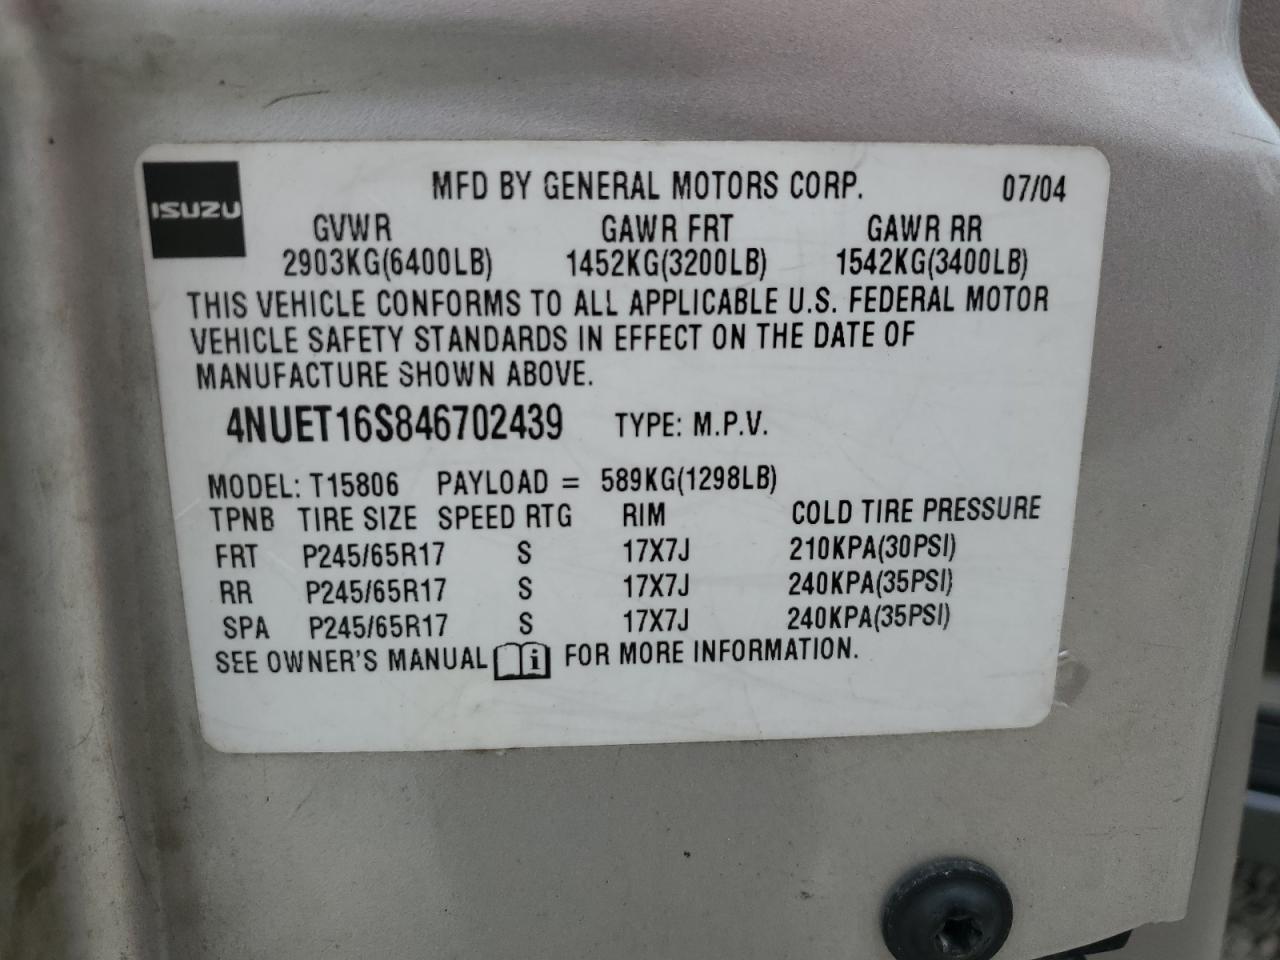 ISUZU
MFD BY GENERAL MOTORS CORP. 07/04
GVWR GAWR FRT GAWR RR
2903KG(6400LB) 1452KG(3200LB) 1542KG(3400LB)
THIS VEHICLE CONFORMS TO ALL APPLICABLE U.S. FEDERAL MOTOR
VEHICLE SAFETY STANDARDS IN EFFECT ON THE DATE OF
MANUFACTURE SHOWN ABOVE.
4NUET16S846702439 TYPE: M.P.V.
MODEL: T15806 PAYLOAD = 589KG(1298LB)
TPNB TIRE SIZE SPEED RTG RIM COLD TIRE PRESSURE
FRT P245/65R17 S 17X7J 210KPA(30PSI)
RR P245/65R17 S 17X7J 240KPA(35PSI)
SPA P245/65R17 S 17X7J 240KPA(35PSI)
SEE OWNER'S MANUAL i FOR MORE INFORMATION.